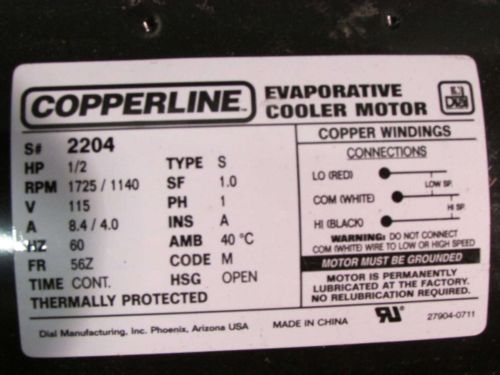 COPPERLINE™
EVAPORATIVE
COOLER MOTOR
DIAL
S# 2204
HP 1/2 TYPE S
RPM 1725 / 1140 SF 1.0
V 115 PH 1
A 8.4 / 4.0 INS A
HZ 60 AMB 40 °C
FR 56Z CODE M
TIME CONT. HSG OPEN
THERMALLY PROTECTED
COPPER WINDINGS
CONNECTIONS
LO (RED)
LOW SP.
COM (WHITE)
HI SP.
HI (BLACK)
WARNING: DO NOT CONNECT
COM (WHITE) WIRE TO LOW OR HIGH SPEED
MOTOR MUST BE GROUNDED
MOTOR IS PERMANENTLY
LUBRICATED AT THE FACTORY.
NO RELUBRICATION REQUIRED.
Dial Manufacturing, Inc. Phoenix, Arizona USA
MADE IN CHINA
27904-0711